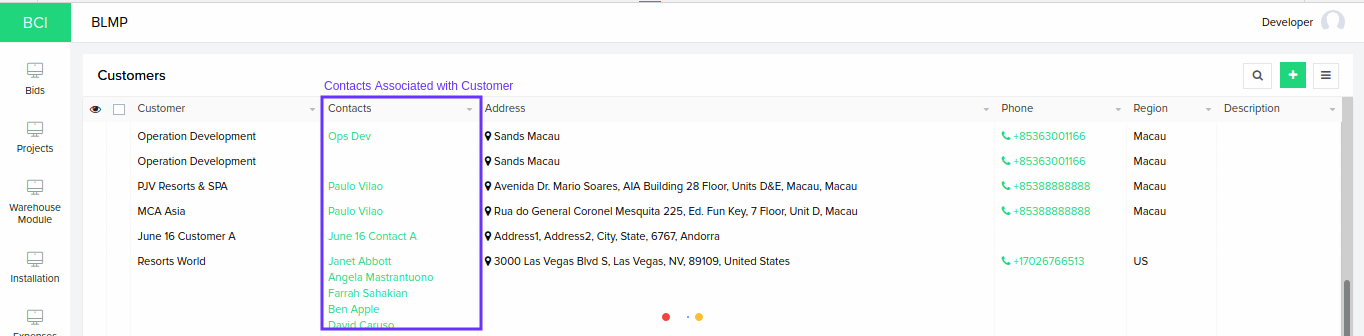 BCI
BLMP
Developer
Bids
Projects
Warehouse
Module
Installation
Expenses
Customers
Contacts Associated with Customer
Customer Contacts Address Phone Region Description
Operation Development Ops Dev Sands Macau +85363001166 Macau
Operation Development Sands Macau +85363001166 Macau
PJV Resorts & SPA Paulo Vilao Avenida Dr. Mario Soares, AIA Building 28 Floor, Units D&E, Macau, Macau +85388888888 Macau
MCA Asia Paulo Vilao Rua do General Coronel Mesquita 225, Ed. Fun Key, 7 Floor, Unit D, Macau +85388888888 Macau
June 16 Customer A June 16 Contact A Address1, Address2, City, State, 6767, Andorra
Resorts World Janet Abbott 3000 Las Vegas Blvd S, Las Vegas, NV, 89109, United States +17026766513 US
Angela Mastrantuono
Farrah Sahakian
Ben Apple
David Caruso